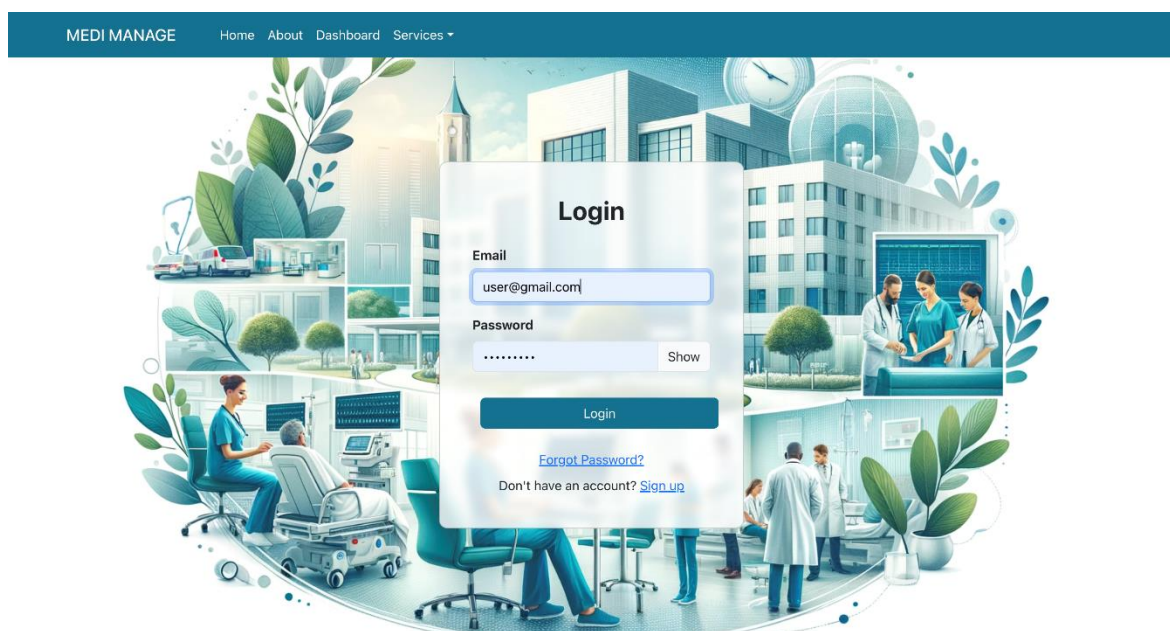 MEDI MANAGE Home About Dashboard Services
Login
Email
user@gmail.com
Password
......... Show
Login
Forgot Password?
Don't have an account? Sign up